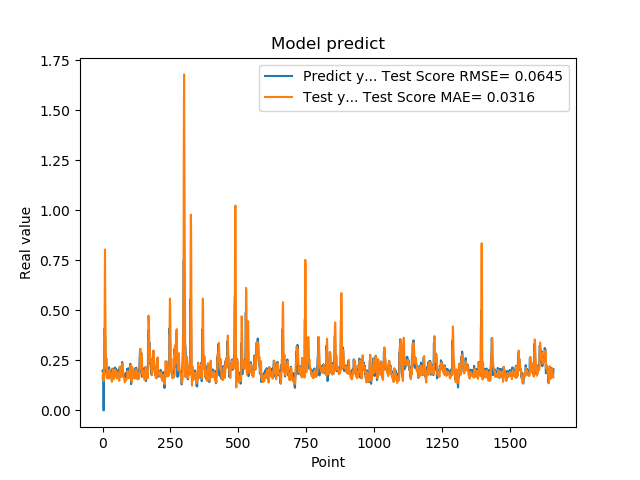 Model predict
Predict y... Test Score RMSE= 0.0645
Test y... Test Score MAE= 0.0316
1.75
1.50
1.25
1.00
0.75
0.50
0.25
0.00
Real value
0 250 500 750 1000 1250 1500
Point